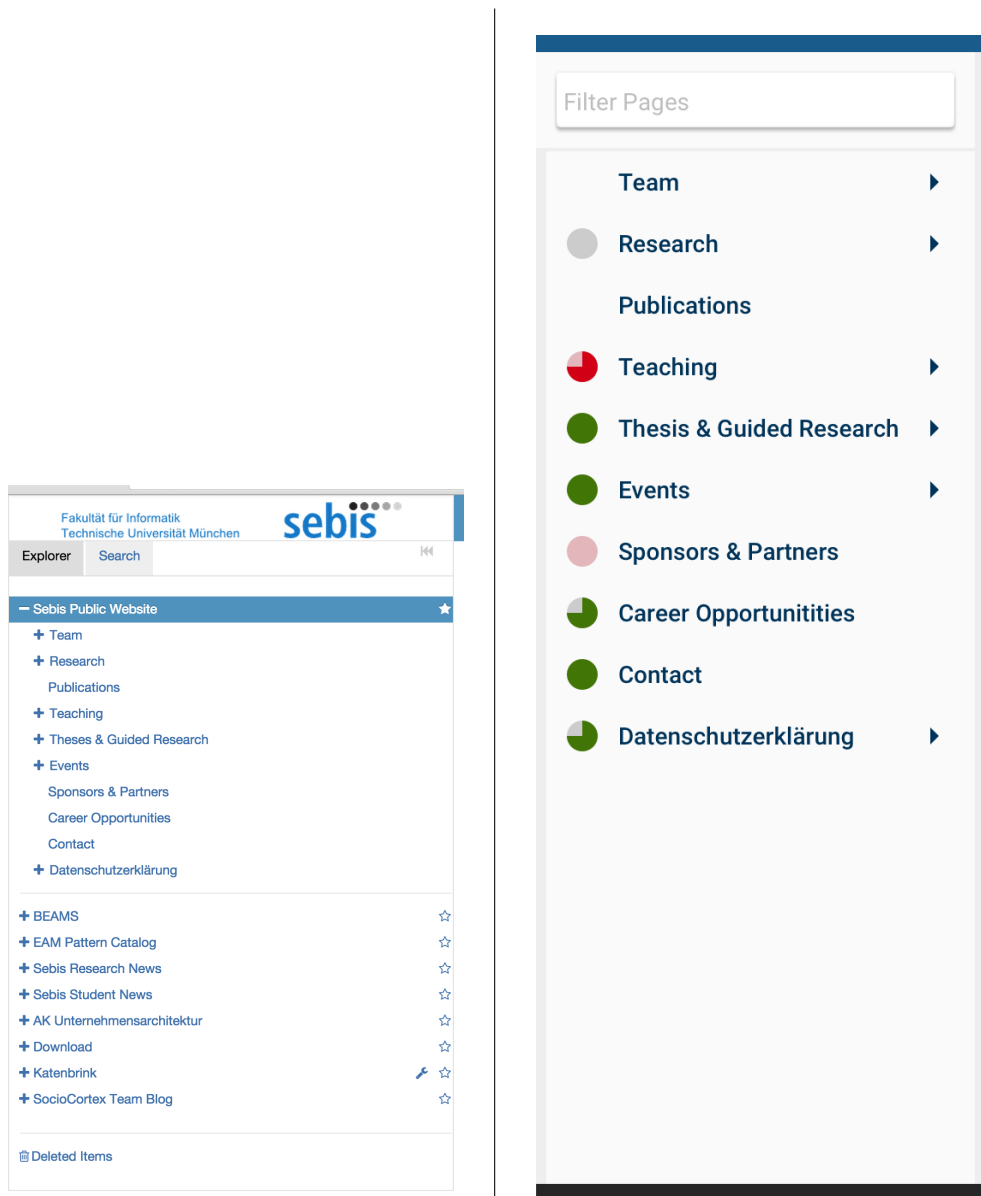 Fakultät für Informatik
Technische Universität München
sebis
Explorer Search
Sebis Public Website
Team
Research
Publications
Teaching
Theses & Guided Research
Events
Sponsors & Partners
Career Opportunities
Contact
Datenschutzerklärung
BEAMS
EAM Pattern Catalog
Sebis Research News
Sebis Student News
AK Unternehmensarchitektur
Download
Katenbrink
SocioCortex Team Blog
Deleted Items
Filter Pages
Team
Research
Publications
Teaching
Thesis & Guided Research
Events
Sponsors & Partners
Career Opportunitities
Contact
Datenschutzerklärung